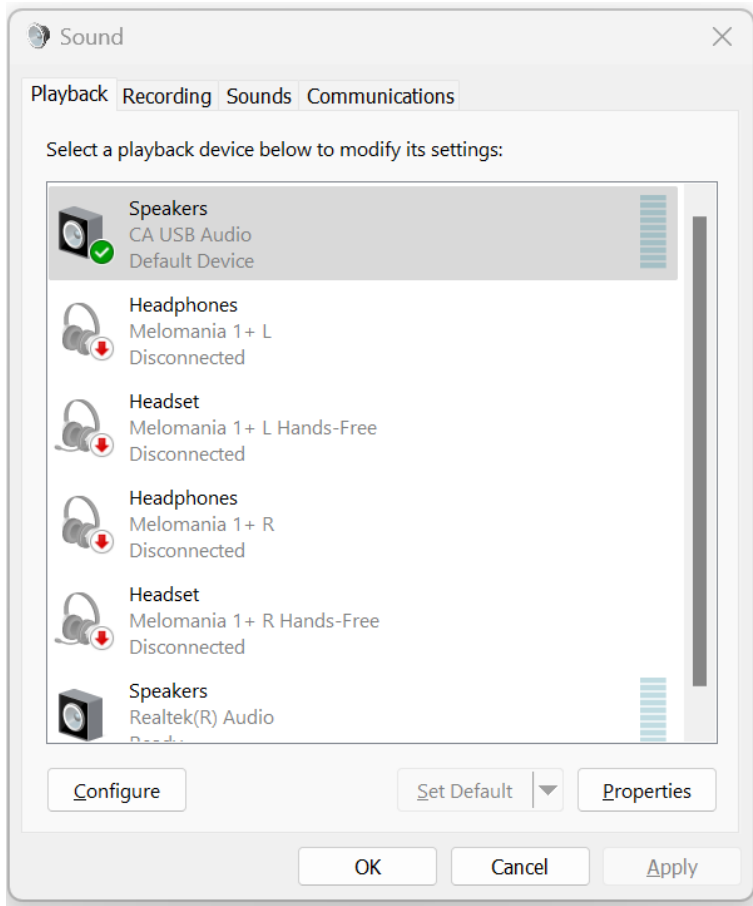 Sound
Playback Recording Sounds Communications
Select a playback device below to modify its settings:
Speakers
CA USB Audio
Default Device
Headphones
Melomania 1+ L
Disconnected
Headset
Melomania 1+ L Hands-Free
Disconnected
Headphones
Melomania 1+ R
Disconnected
Headset
Melomania 1+ R Hands-Free
Disconnected
Speakers
Realtek(R) Audio
Configure Set Default Properties
OK Cancel Apply